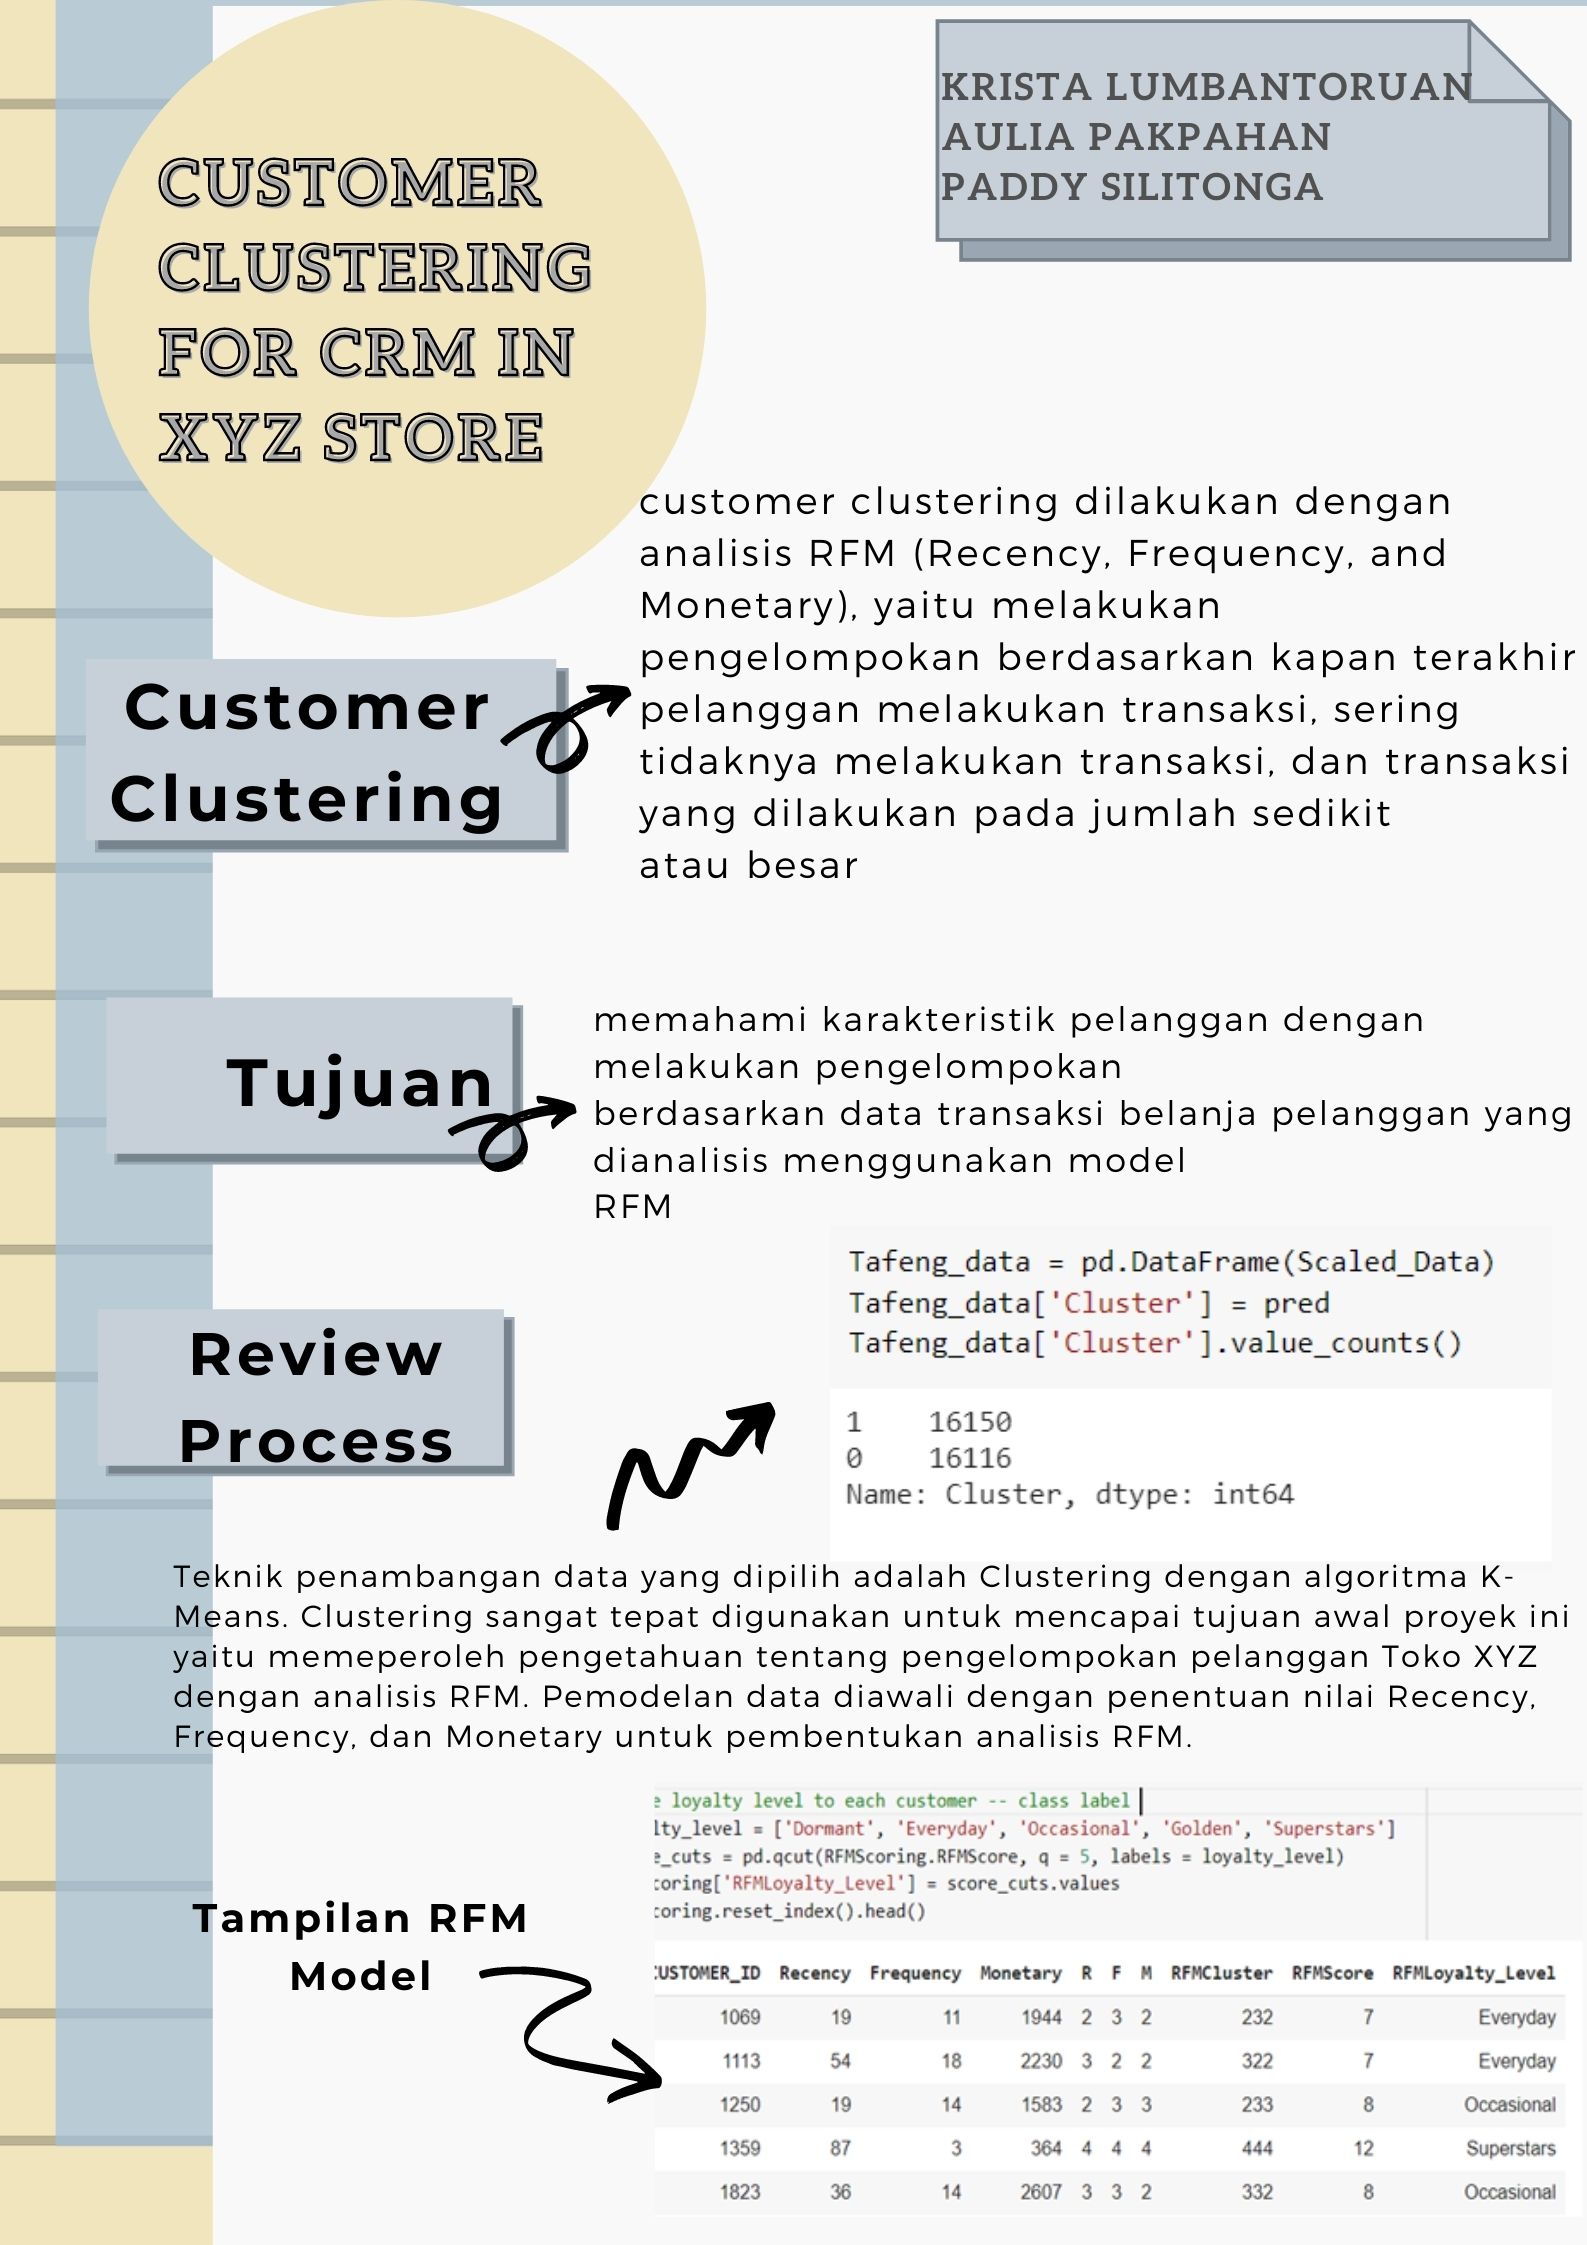 KRISTA LUMBANTORUAN
AULIA PAKPAHAN
PADDY SILITONGA
CUSTOMER
CLUSTERING
FOR CRM IN
XYZ STORE
customer clustering dilakukan dengan
analisis RFM (Recency, Frequency, and
Monetary), yaitu melakukan
pengelompokan berdasarkan kapan terakhir
pelanggan melakukan transaksi, sering
tidaknya melakukan transaksi, dan transaksi
yang dilakukan pada jumlah sedikit
atau besar
Customer
Clustering
memahami karakteristik pelanggan dengan
melakukan pengelompokan
berdasarkan data transaksi belanja pelanggan yang
dianalisis menggunakan model
RFM
Tujuan
Tafeng_data = pd.DataFrame(Scaled_Data)
Tafeng_data['Cluster'] = pred
Tafeng_data['Cluster'].value_counts()
1 16150
0 16116
Name: Cluster, dtype: int64
Review
Process
Teknik penambangan data yang dipilih adalah Clustering dengan algoritma K-
Means. Clustering sangat tepat digunakan untuk mencapai tujuan awal proyek ini
yaitu memeperoleh pengetahuan tentang pengelompokan pelanggan Toko XYZ
dengan analisis RFM. Pemodelan data diawali dengan penentuan nilai Recency,
Frequency, dan Monetary untuk pembentukan analisis RFM.
e loyalty level to each customer -- class label
lty_level = ['Dormant', 'Everyday', 'Occasional', 'Golden', 'Superstars']
e_cuts = pd.qcut(RFMScoring.RFMScore, q = 5, labels = loyalty_level)
coring['RFMLoyalty_Level'] = score_cuts.values
coring.reset_index().head()
Tampilan RFM
Model
CUSTOMER_ID Recency Frequency Monetary R F M RFMCluster RFMScore RFMLoyalty_Level
1069 19 11 1944 2 3 2 232 7 Everyday
1113 54 18 2230 3 2 2 322 7 Everyday
1250 19 14 1583 2 3 3 233 8 Occasional
1359 87 3 364 4 4 4 444 12 Superstars
1823 36 14 2607 3 3 2 332 8 Occasional